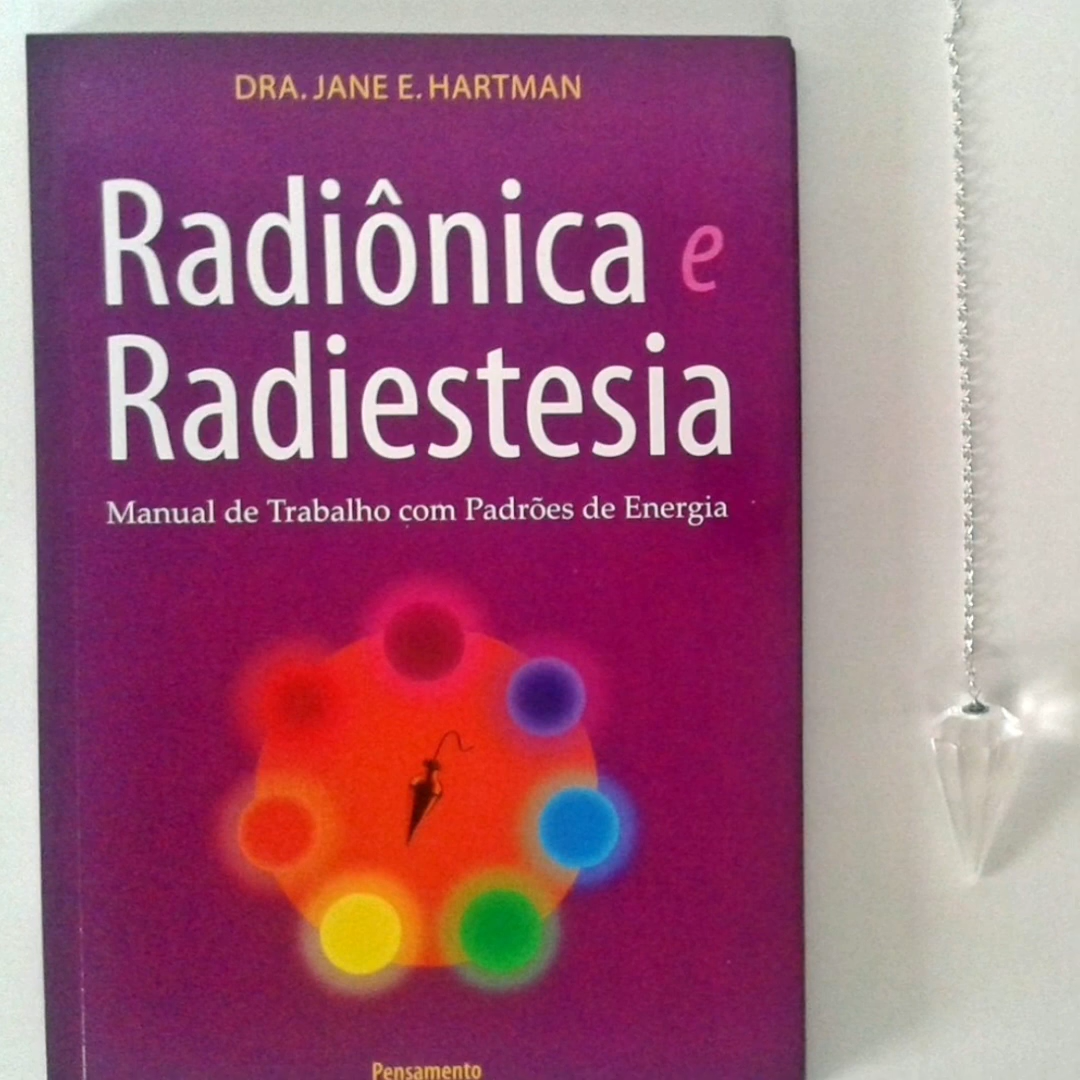 DRA. JANE E. HARTMAN
Radiônica e
Radiestesia
Manual de Trabalho com Padrões de Energia
Pensamento